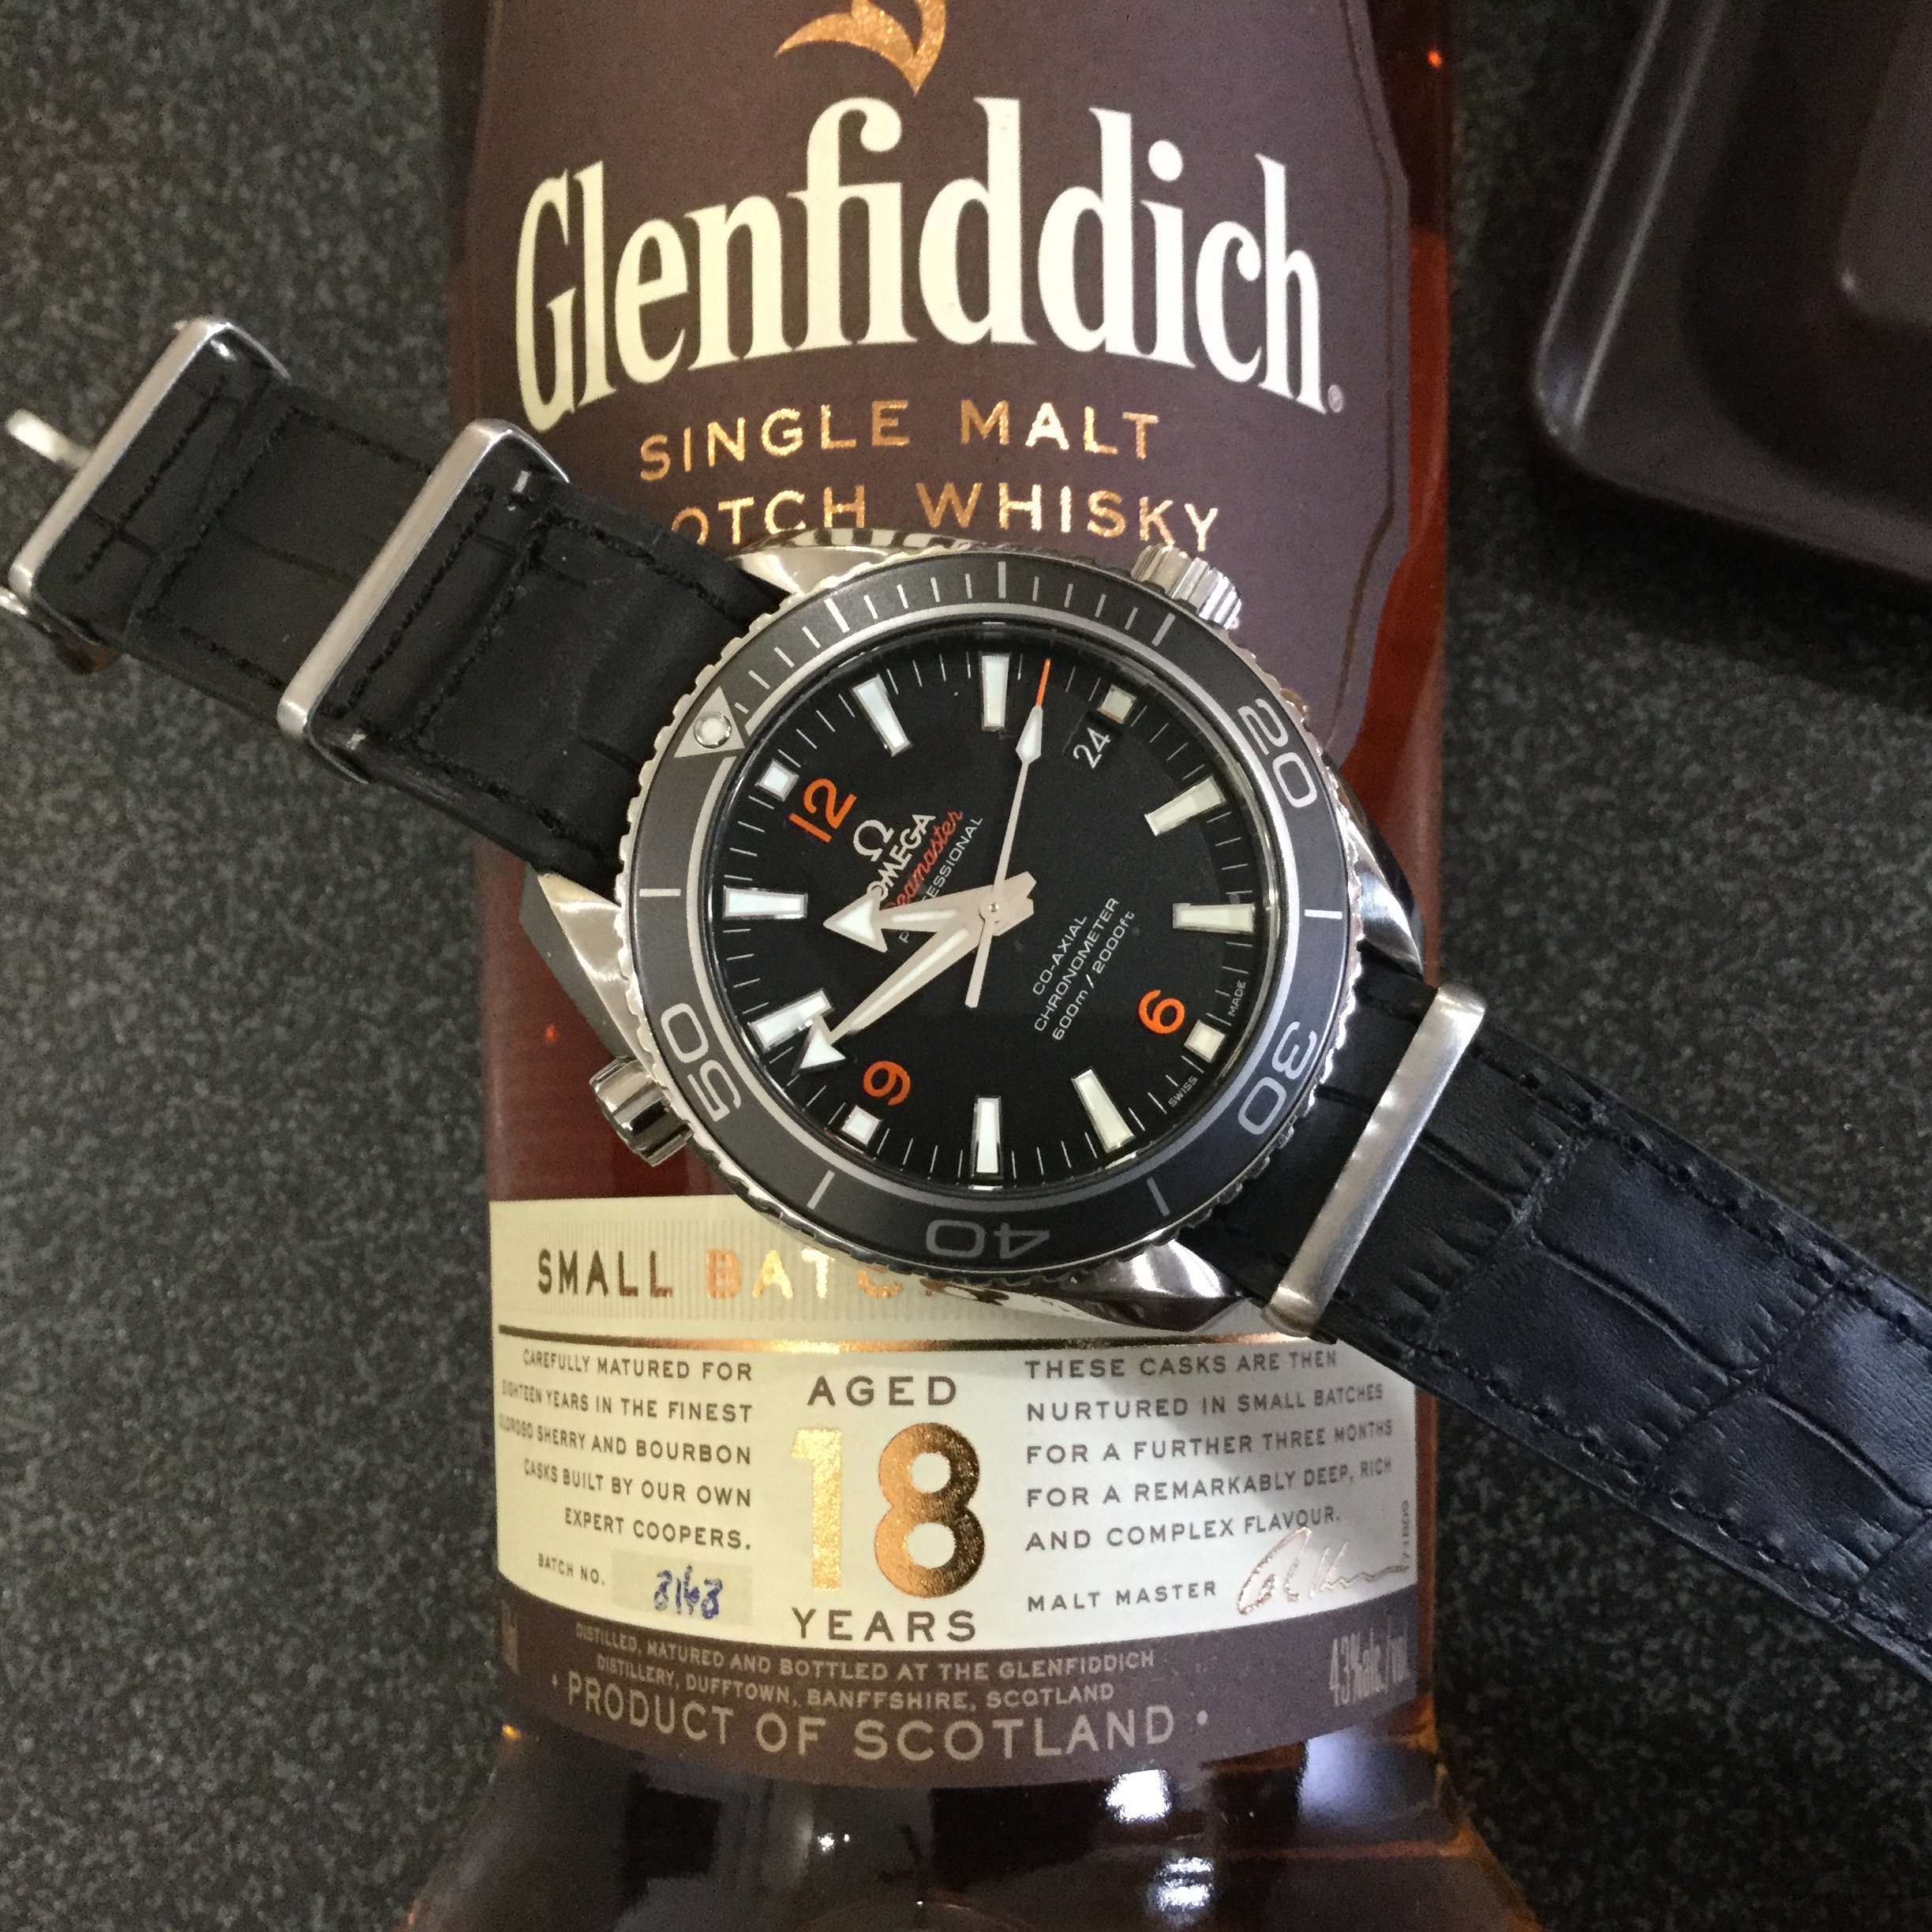 Glenfiddich®
SINGLE MALT
OTCH WHISKY
20
30
40
50
12
24
6
9
Ω
OMEGA
Seamaster
PROFESSIONAL
CO-AXIAL
CHRONOMETER
600m / 2000ft
SWISS MADE
SMALL BATCH
CAREFULLY MATURED FOR
EIGHTEEN YEARS IN THE FINEST
OLOROSO SHERRY AND BOURBON
CASKS BUILT BY OUR OWN
EXPERT COOPERS.
BATCH NO.
AGED
18
YEARS
THESE CASKS ARE THEN
NURTURED IN SMALL BATCHES
FOR A FURTHER THREE MONTHS
FOR A REMARKABLY DEEP, RICH
AND COMPLEX FLAVOUR.
MALT MASTER
DISTILLED, MATURED AND BOTTLED AT THE GLENFIDDICH
DISTILLERY, DUFFTOWN, BANFFSHIRE, SCOTLAND
• PRODUCT OF SCOTLAND •
43%alc./vol.